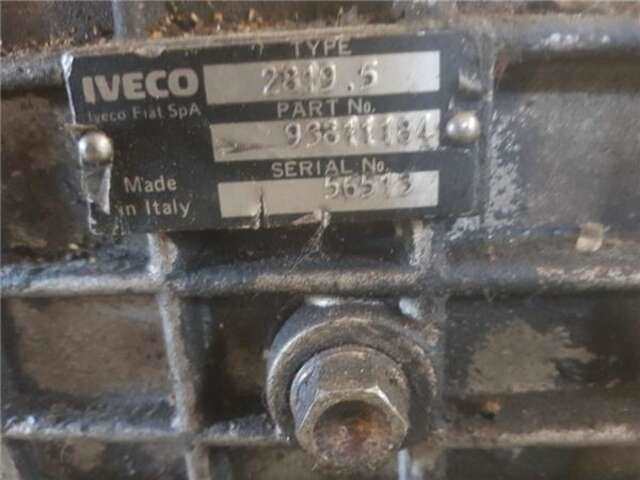 TYPE
IVECO 2819.5
Iveco Fiat SpA
PART No.
93811184
SERIAL No.
56513
Made
in Italy